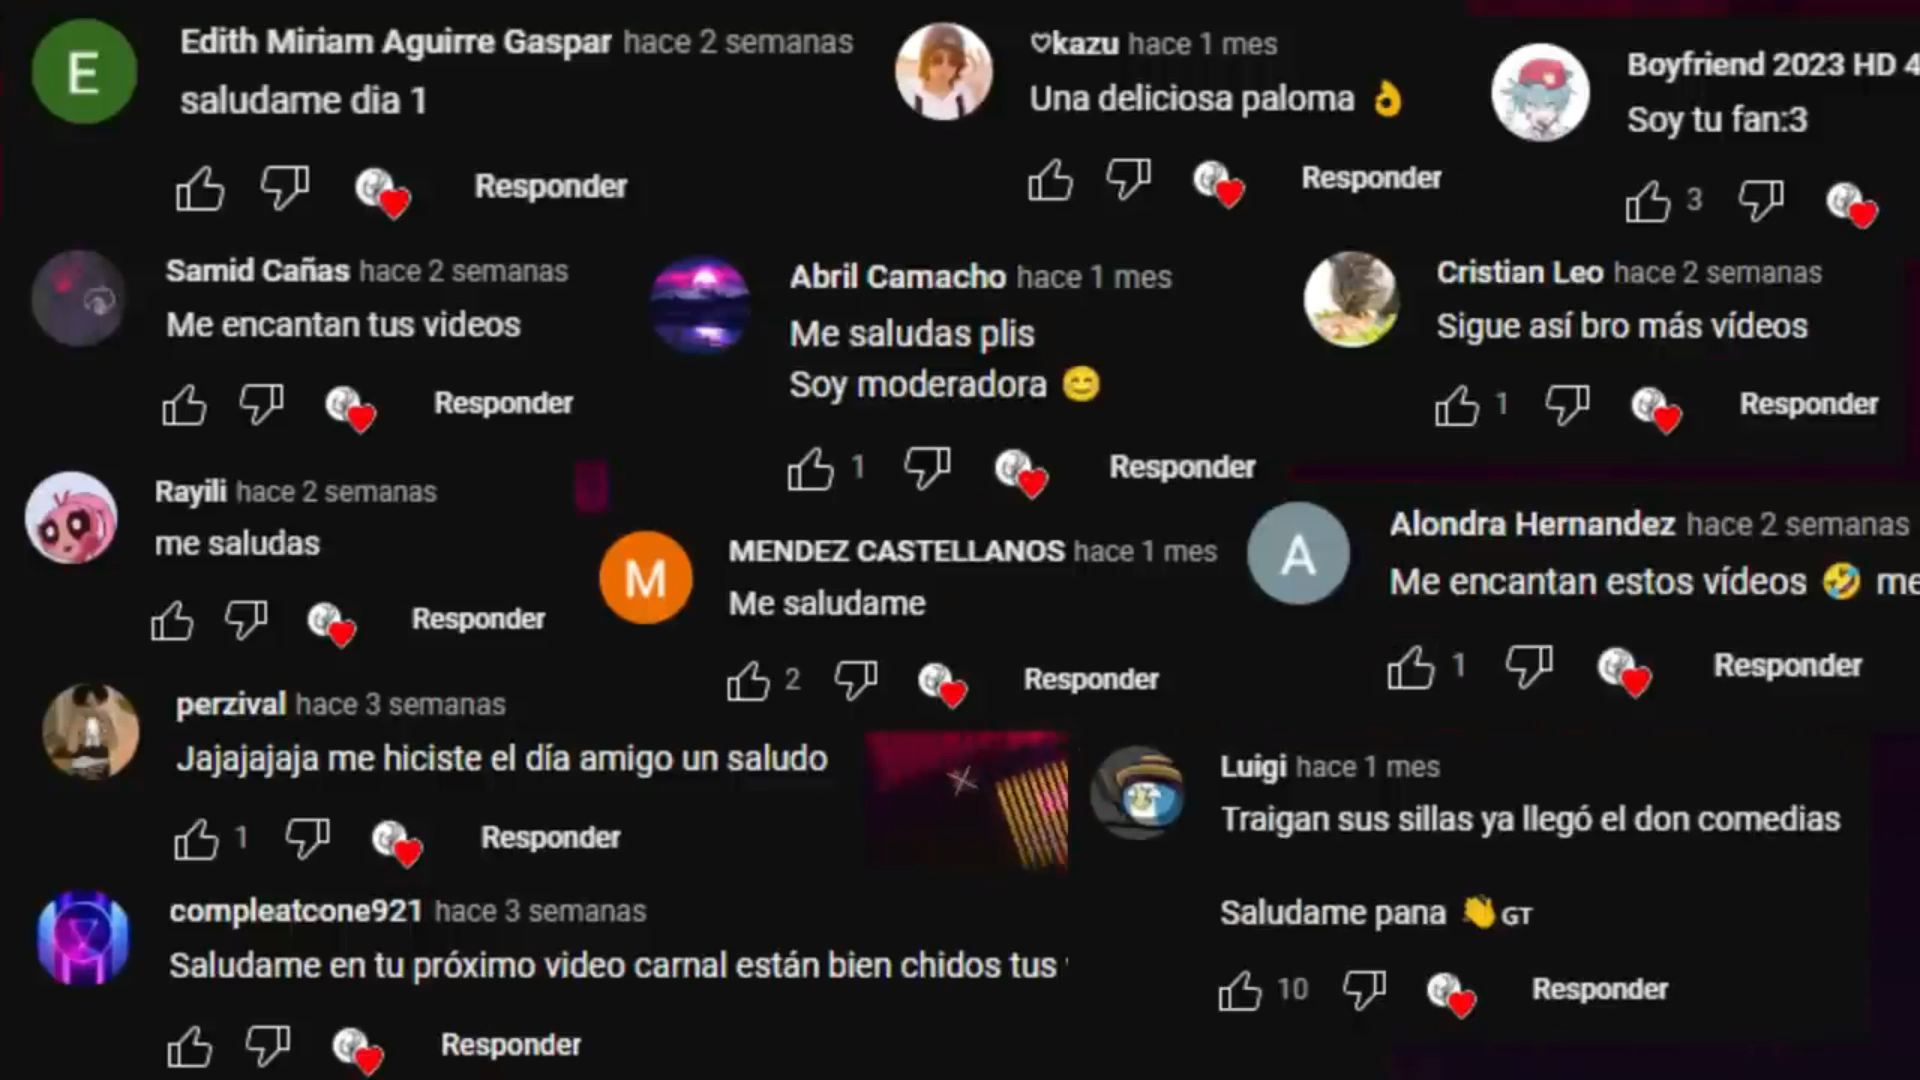 Edith Miriam Aguirre Gaspar hace 2 semanas
saludame dia 1
Responder
♡kazu hace 1 mes
Una deliciosa paloma 👌
Responder
Boyfriend 2023 HD 4
Soy tu fan:3
3
Samid Cañas hace 2 semanas
Me encantan tus videos
Responder
Abril Camacho hace 1 mes
Me saludas plis
Soy moderadora 😊
1 Responder
Cristian Leo hace 2 semanas
Sigue así bro más vídeos
1 Responder
Rayili hace 2 semanas
me saludas
Responder
MENDEZ CASTELLANOS hace 1 mes
Me saludame
2 Responder
Alondra Hernandez hace 2 semanas
Me encantan estos vídeos 🤣 me
1 Responder
perzival hace 3 semanas
Jajajajaja me hiciste el día amigo un saludo
1 Responder
Luigi hace 1 mes
Traigan sus sillas ya llegó el don comedias
Saludame pana 👏 GT
10 Responder
compleatcone921 hace 3 semanas
Saludame en tu próximo video carnal están bien chidos tus
Responder